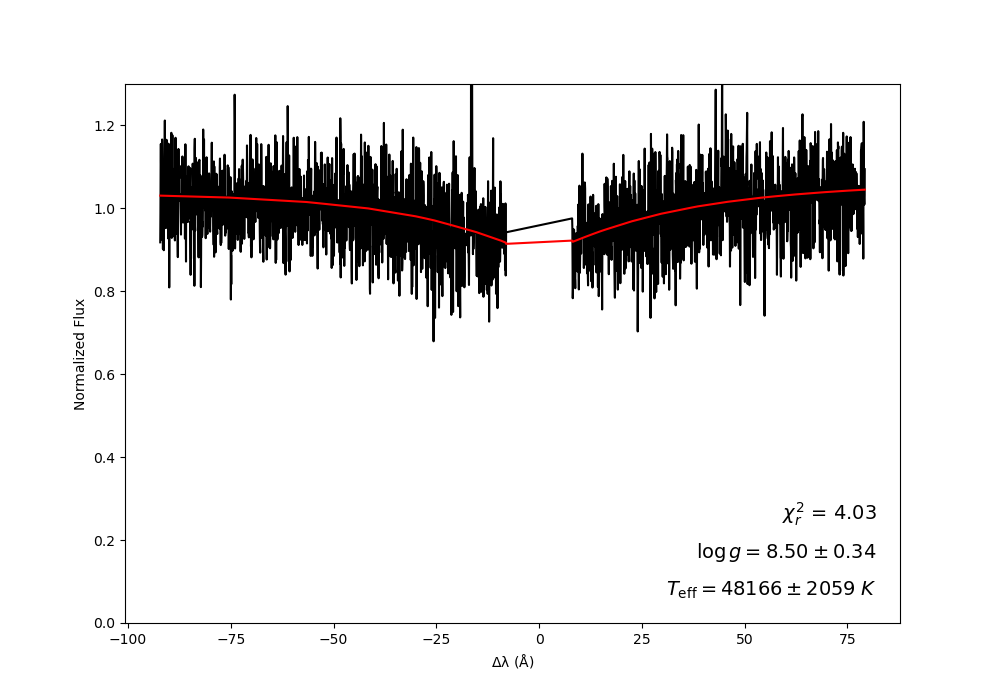 Normalized Flux
1.2
1.0
0.8
0.6
0.4
0.2
0.0
χ²ᵣ = 4.03
log g = 8.50 ± 0.34
T_eff = 48166 ± 2059 K
−100 −75 −50 −25 0 25 50 75
Δλ (Å)